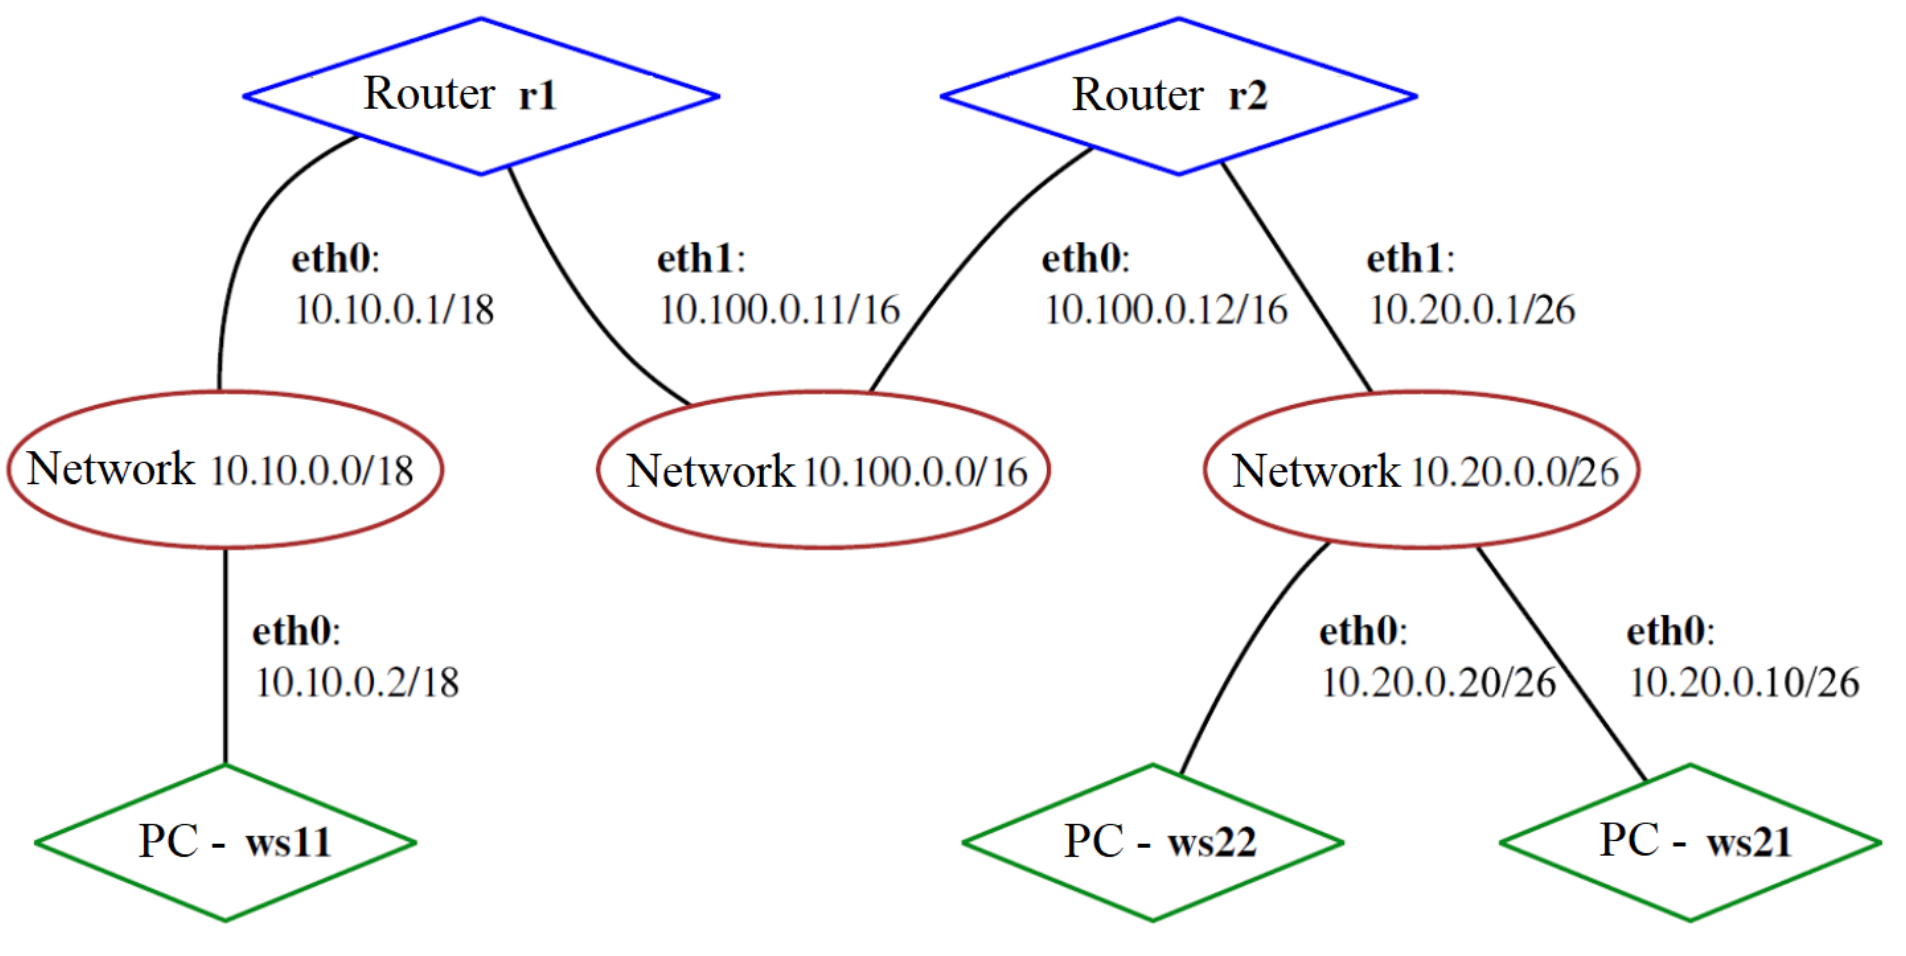 Router r1
Router r2
eth0:
10.10.0.1/18
eth1:
10.100.0.11/16
eth0:
10.100.0.12/16
eth1:
10.20.0.1/26
Network 10.10.0.0/18
Network 10.100.0.0/16
Network 10.20.0.0/26
eth0:
10.10.0.2/18
eth0:
10.20.0.20/26
eth0:
10.20.0.10/26
PC - ws11
PC - ws22
PC - ws21